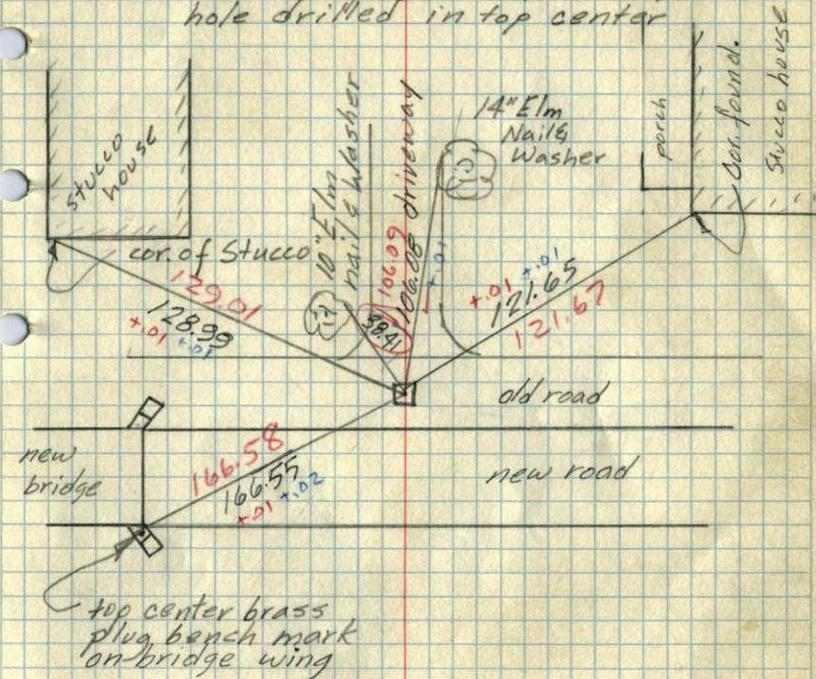 hole drilled in top center
stucco
house
10" Elm
nail & Washer
driveway
14" Elm
Nail &
Washer
porch
Cor. found.
Stucco house
cor. of Stucco
129.01
128.99
+.01 +.01
38.41
106.09
106.08
+.01
+.01 +.01
121.65
121.67
old road
new
bridge
166.58
166.55
+.01 +.02
new road
top center brass
plug bench mark
on bridge wing